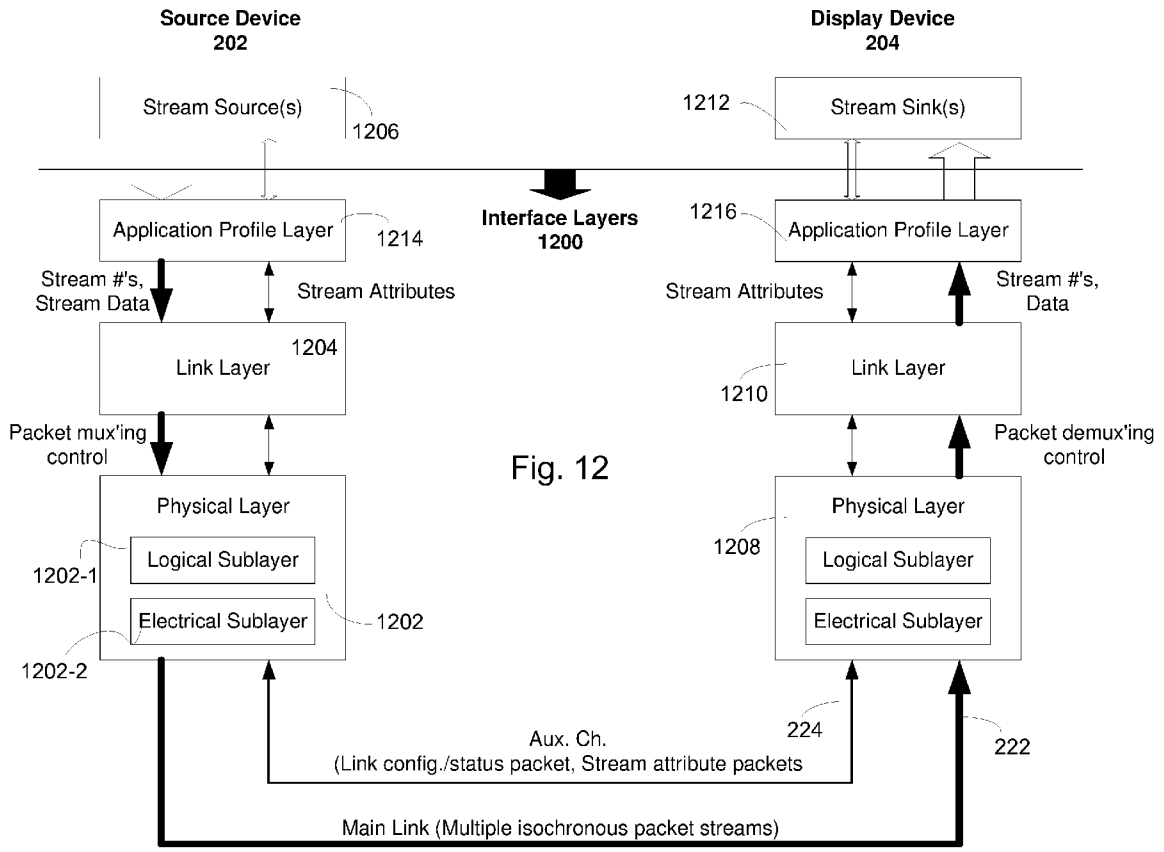 Source Device
202
Display Device
204
Stream Source(s)
1206
1212
Stream Sink(s)
Application Profile Layer
1214
Interface Layers
1200
1216
Application Profile Layer
Stream #'s,
Stream Data
Stream Attributes
Stream Attributes
Stream #'s,
Data
1204
Link Layer
Link Layer
1210
Packet mux'ing
control
Packet demux'ing
control
Fig. 12
Physical Layer
Logical Sublayer
1202-1
Electrical Sublayer
1202
1202-2
Physical Layer
1208
Logical Sublayer
Electrical Sublayer
224
222
Aux. Ch.
(Link config./status packet, Stream attribute packets
Main Link (Multiple isochronous packet streams)